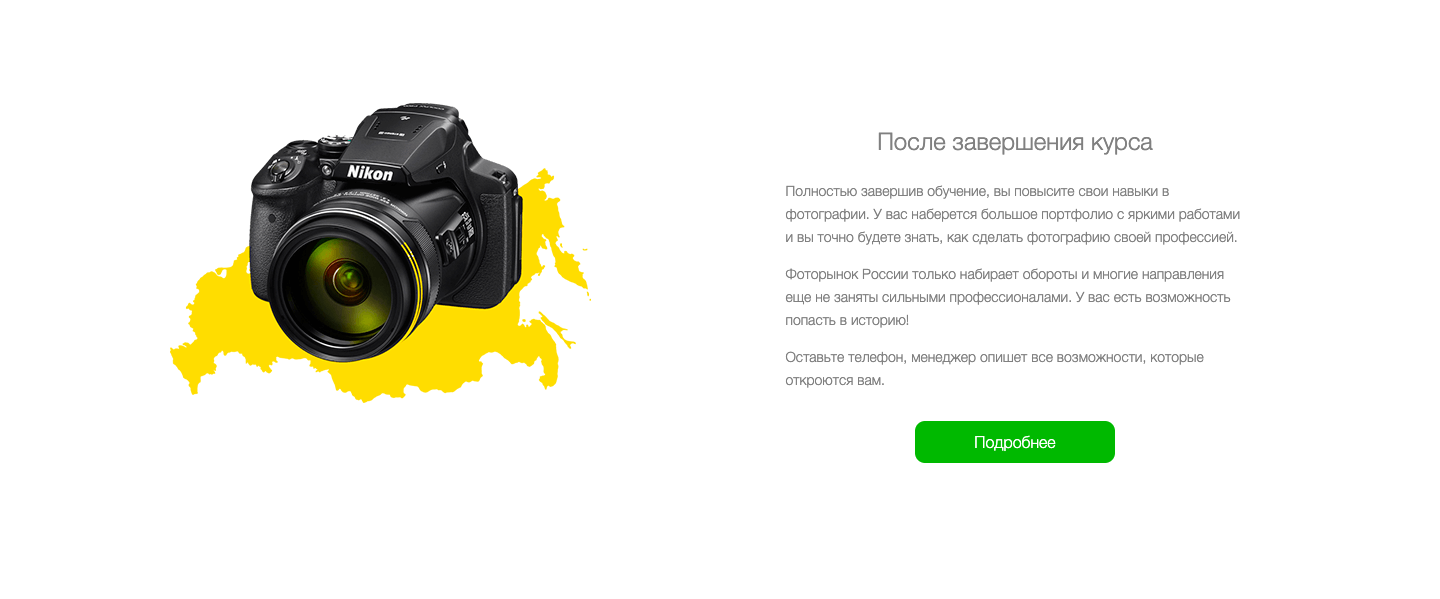 Nikon
После завершения курса
Полностью завершив обучение, вы повысите свои навыки в
фотографии. У вас наберется большое портфолио с яркими работами
и вы точно будете знать, как сделать фотографию своей профессией.
Фоторынок России только набирает обороты и многие направления
еще не заняты сильными профессионалами. У вас есть возможность
попасть в историю!
Оставьте телефон, менеджер опишет все возможности, которые
откроются вам.
Подробнее